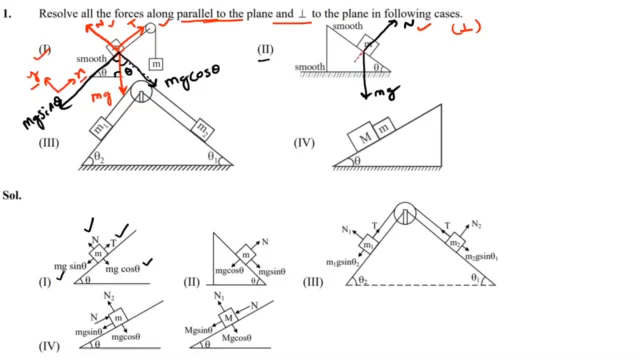 1. Resolve all the forces along parallel to the plane and ⊥ to the plane in following cases.
(⊥)
(I) N T m m smooth θ θ mg mgcosθ mgsinθ
(II) N m smooth smooth θ mg
(III) m₁ m₂ θ₂ θ₁
(IV) M m θ
Sol.
(I) N T m mg sinθ mg cosθ θ
(II) N m mgcosθ mgsinθ θ
(III) N₁ T m₁ m₁gsinθ₂ θ₂ T N₂ m₂ m₂gsinθ₁ θ₁
(IV) N₂ N m mgsinθ mgcosθ θ
N₁ N M Mgsinθ Mgcosθ θ